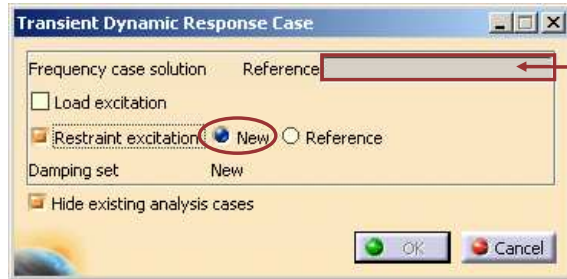 Transient Dynamic Response Case
Frequency case solution Reference
Load excitation
Restraint excitation New Reference
Damping set New
Hide existing analysis cases
OK Cancel